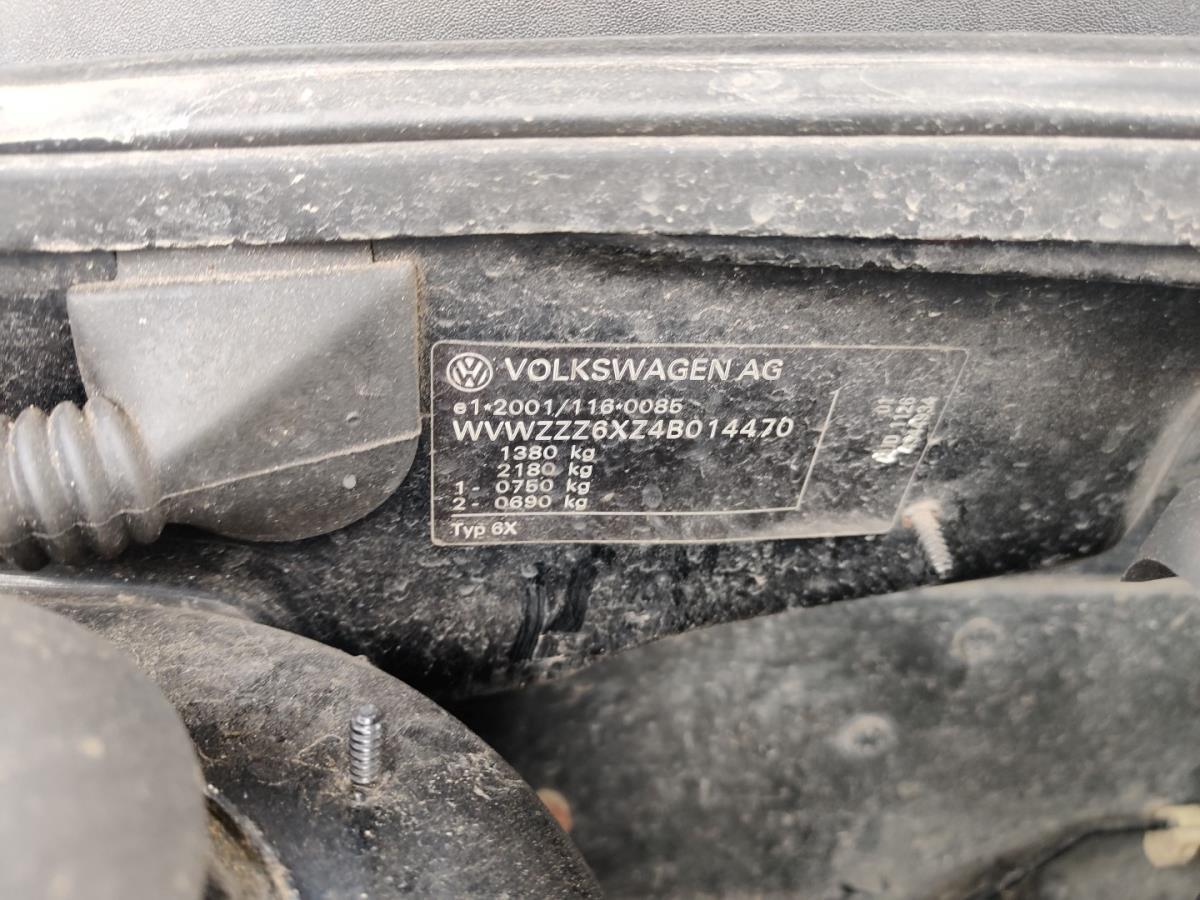 VOLKSWAGEN AG
e1*2001/116*0085
WVWZZZ6XZ4B014470
1380 kg
2180 kg
1- 0750 kg
2- 0690 kg
Typ 6X